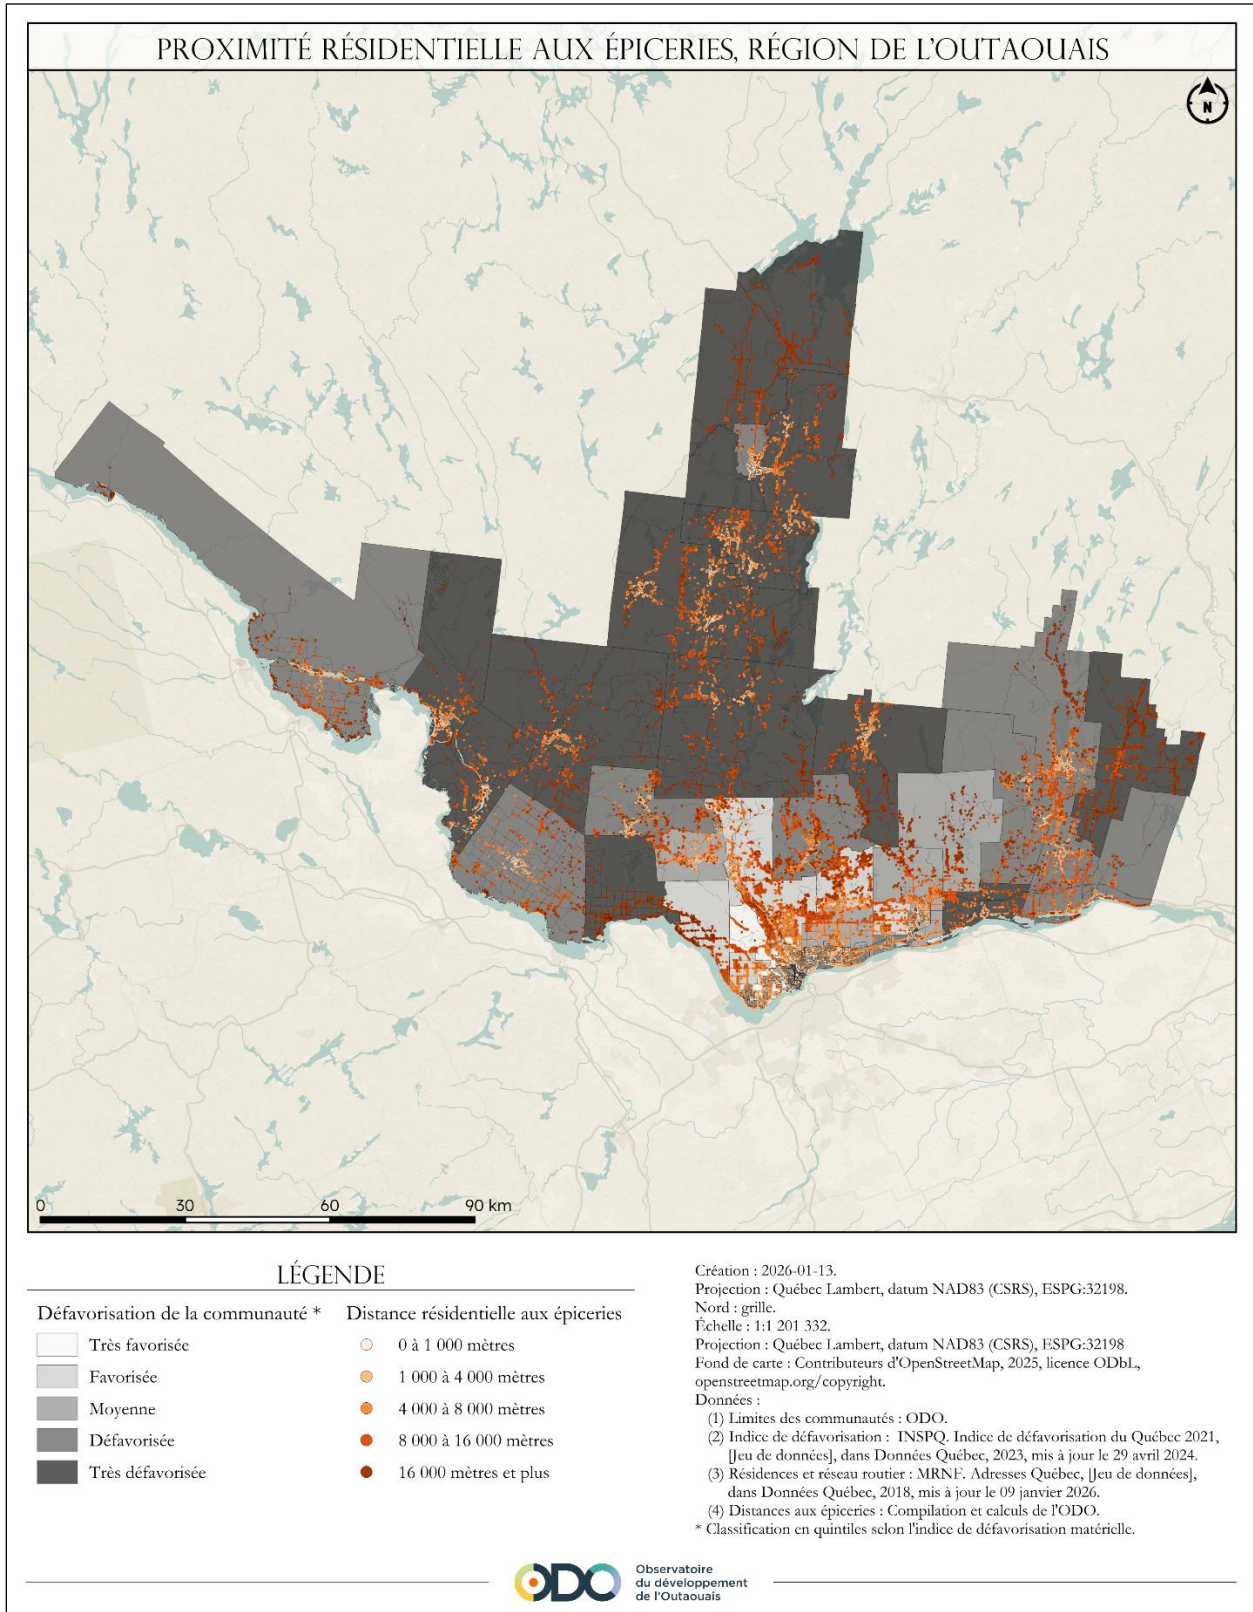 PROXIMITÉ RÉSIDENTIELLE AUX ÉPICERIES, RÉGION DE L'OUTAOUAIS
N
0 30 60 90 km
LÉGENDE
Défavorisation de la communauté *
Très favorisée
Favorisée
Moyenne
Défavorisée
Très défavorisée
Distance résidentielle aux épiceries
0 à 1 000 mètres
1 000 à 4 000 mètres
4 000 à 8 000 mètres
8 000 à 16 000 mètres
16 000 mètres et plus
Création : 2026-01-13.
Projection : Québec Lambert, datum NAD83 (CSRS), ESPG:32198.
Nord : grille.
Échelle : 1:1 201 332.
Projection : Québec Lambert, datum NAD83 (CSRS), ESPG:32198
Fond de carte : Contributeurs d'OpenStreetMap, 2025, licence ODbL,
openstreetmap.org/copyright.
Données :
(1) Limites des communautés : ODO.
(2) Indice de défavorisation : INSPQ. Indice de défavorisation du Québec 2021,
[Jeu de données], dans Données Québec, 2023, mis à jour le 29 avril 2024.
(3) Résidences et réseau routier : MRNF. Adresses Québec, [Jeu de données],
dans Données Québec, 2018, mis à jour le 09 janvier 2026.
(4) Distances aux épiceries : Compilation et calculs de l'ODO.
* Classification en quintiles selon l'indice de défavorisation matérielle.
ODO
Observatoire
du développement
de l'Outaouais